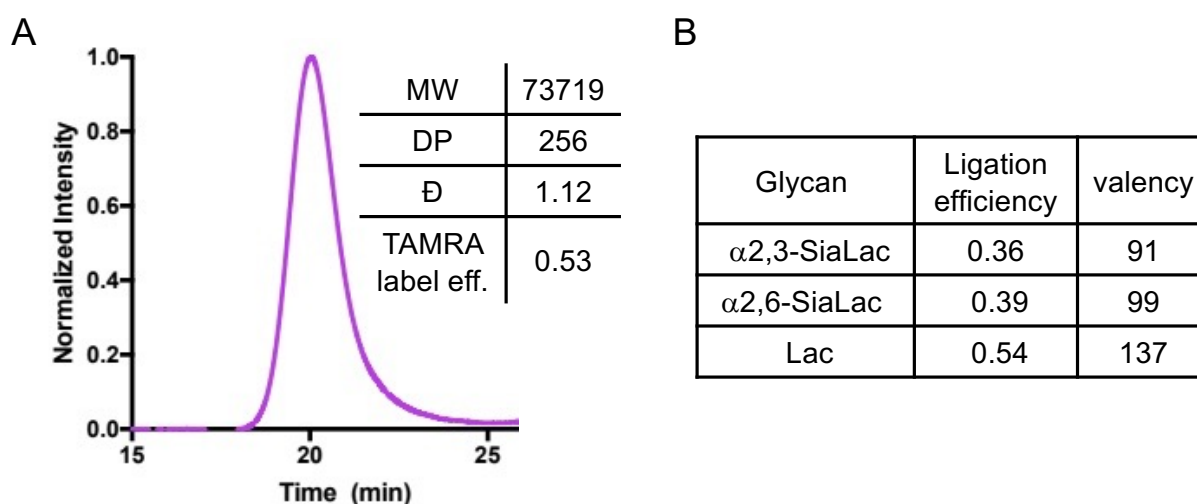 A
Normalized Intensity
1.0
0.8
0.6
0.4
0.2
0.0
15
20
25
Time (min)
MW 73719
DP 256
Đ 1.12
TAMRA
label eff. 0.53
B
Glycan
Ligation
efficiency
valency
α2,3-SiaLac 0.36 91
α2,6-SiaLac 0.39 99
Lac 0.54 137